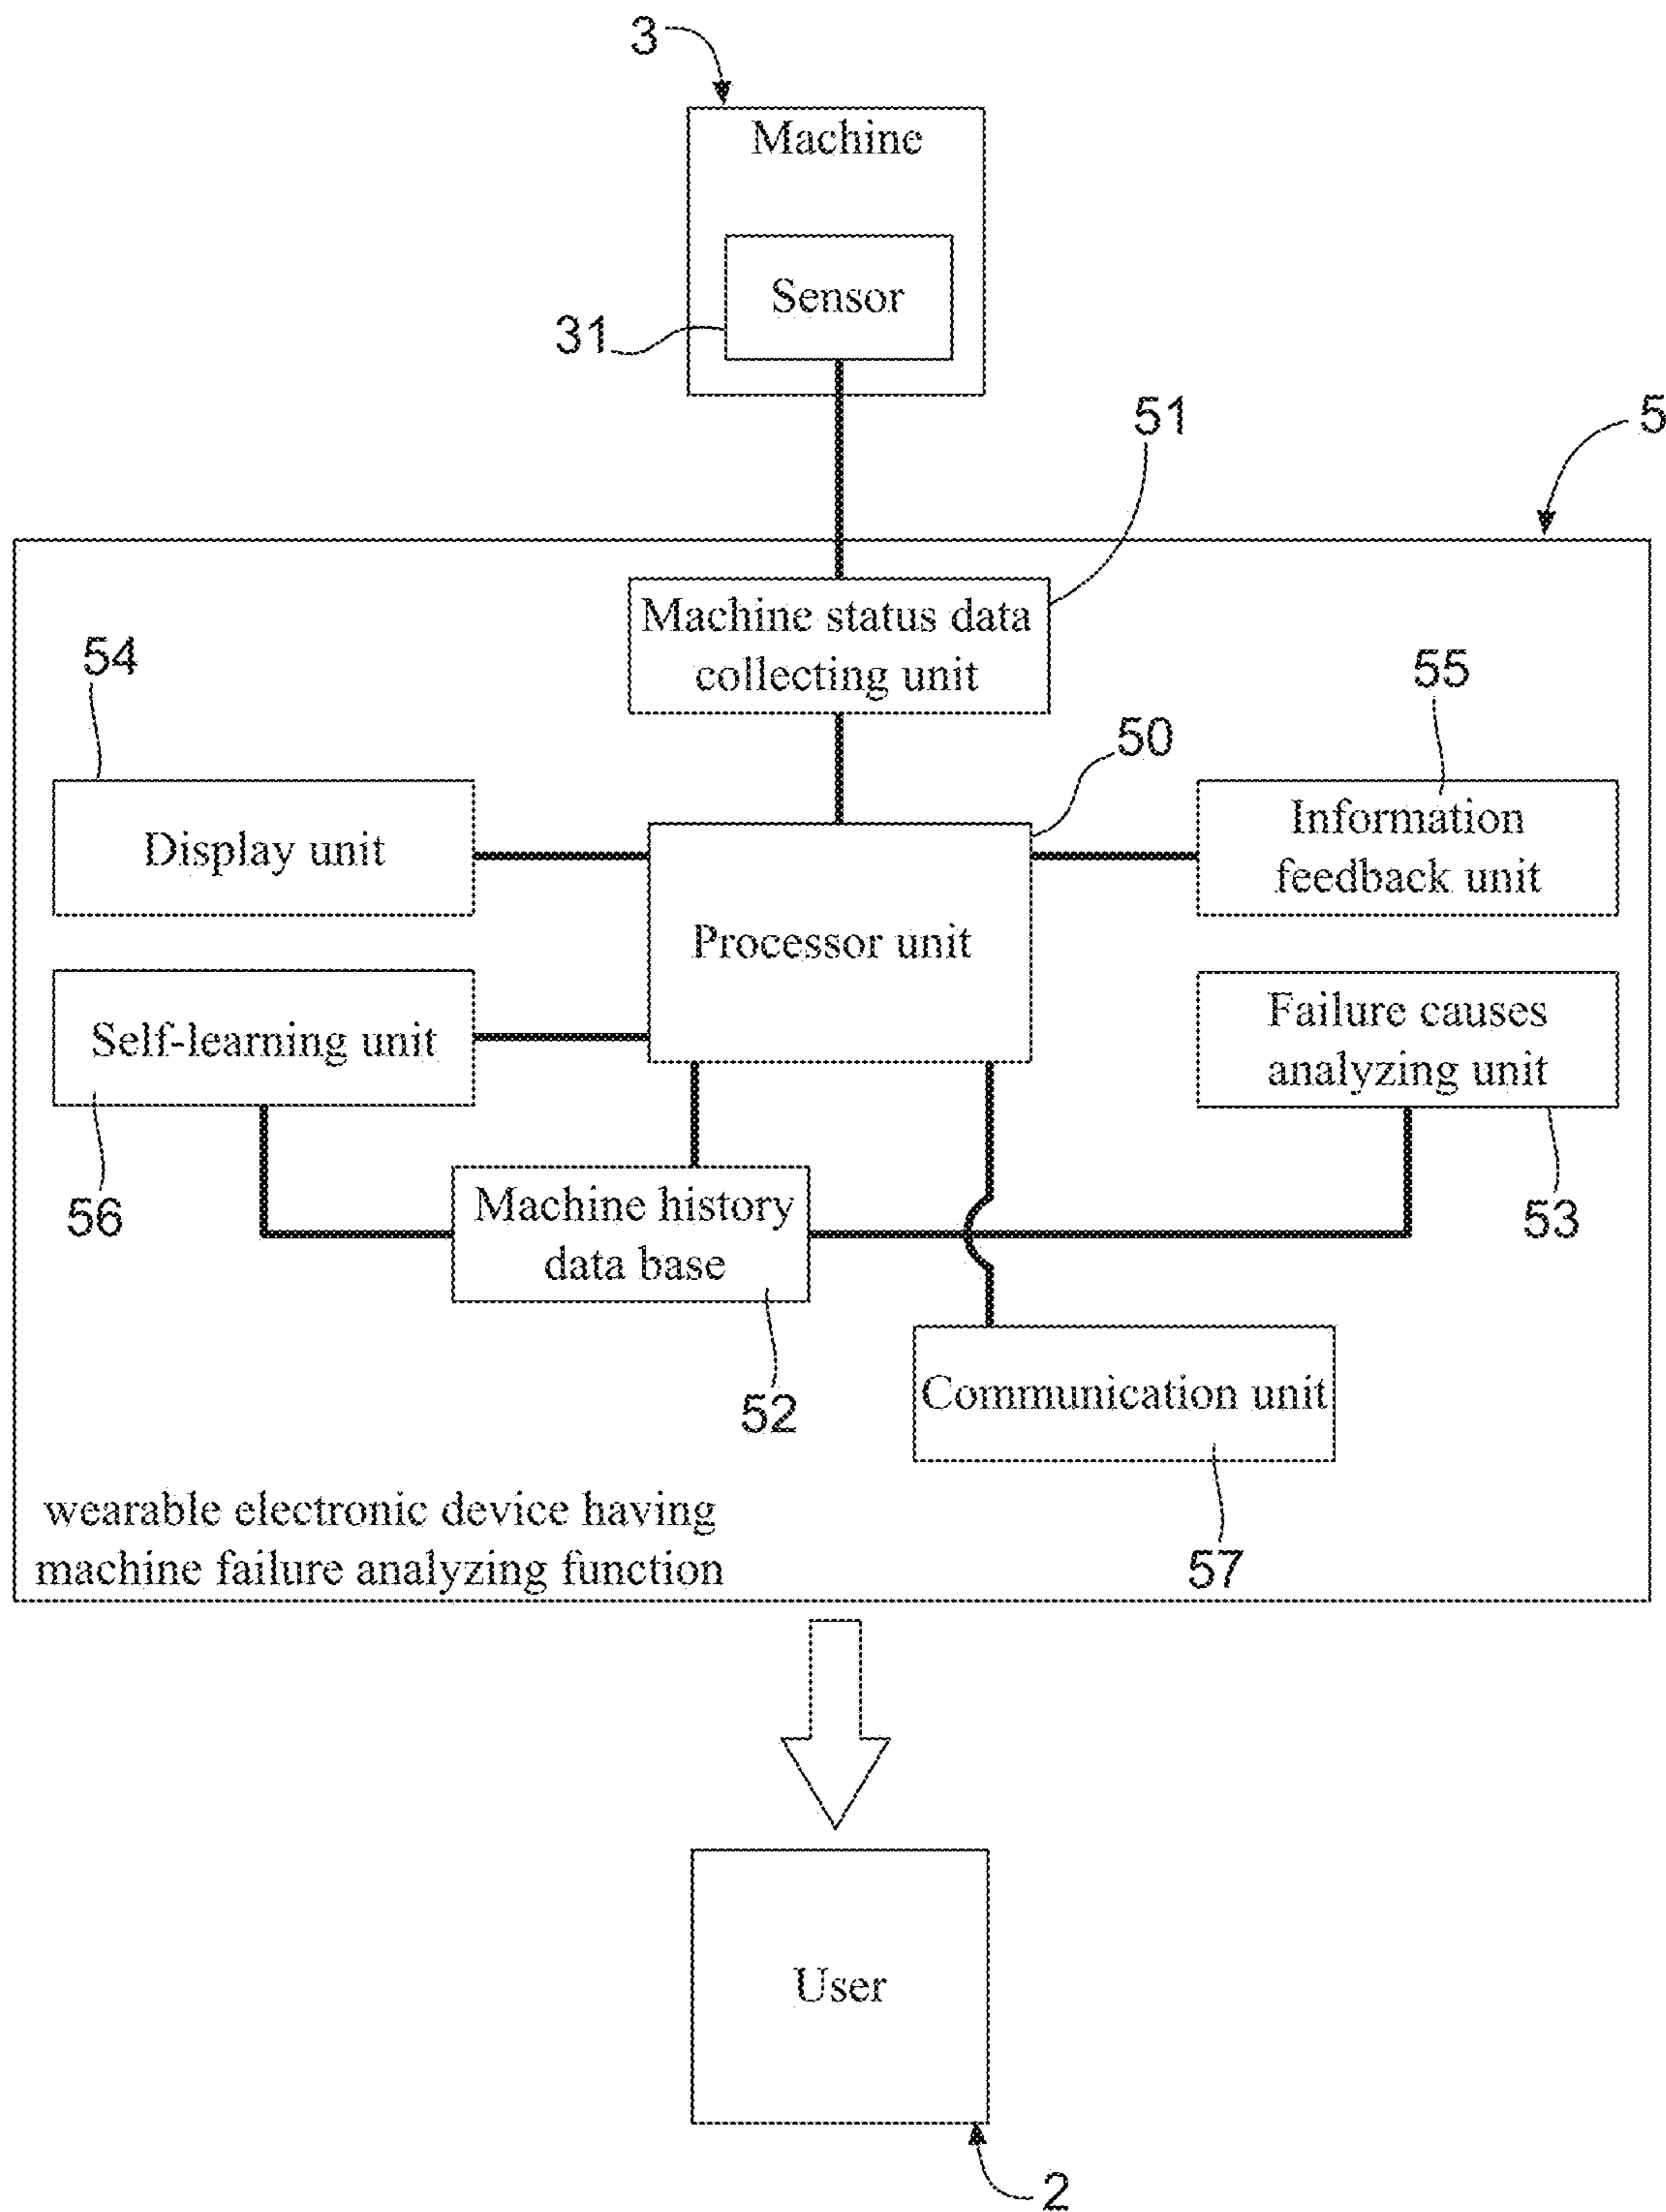 3
Machine
Sensor
31
51
5
Machine status data
collecting unit
54
55
50
Display unit
Information
feedback unit
Processor unit
Self-learning unit
Failure causes
analyzing unit
56
Machine history
data base
53
52
Communication unit
57
wearable electronic device having
machine failure analyzing function
User
2